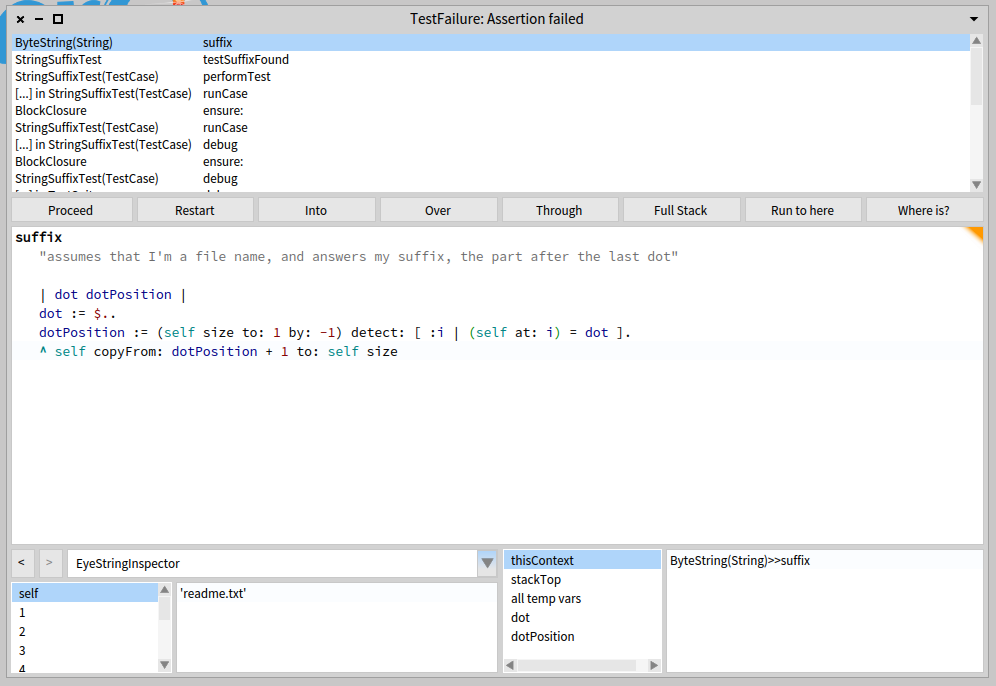 TestFailure: Assertion failed
ByteString(String) suffix
StringSuffixTest testSuffixFound
StringSuffixTest(TestCase) performTest
[...] in StringSuffixTest(TestCase) runCase
BlockClosure ensure:
StringSuffixTest(TestCase) runCase
[...] in StringSuffixTest(TestCase) debug
BlockClosure ensure:
StringSuffixTest(TestCase) debug
Proceed Restart Into Over Through Full Stack Run to here Where is?
suffix
"assumes that I'm a file name, and answers my suffix, the part after the last dot"
| dot dotPosition |
dot := $..
dotPosition := (self size to: 1 by: -1) detect: [ :i | (self at: i) = dot ].
^ self copyFrom: dotPosition + 1 to: self size
< > EyeStringInspector
self
1
2
3
4
'readme.txt'
thisContext
stackTop
all temp vars
dot
dotPosition
ByteString(String)>>suffix